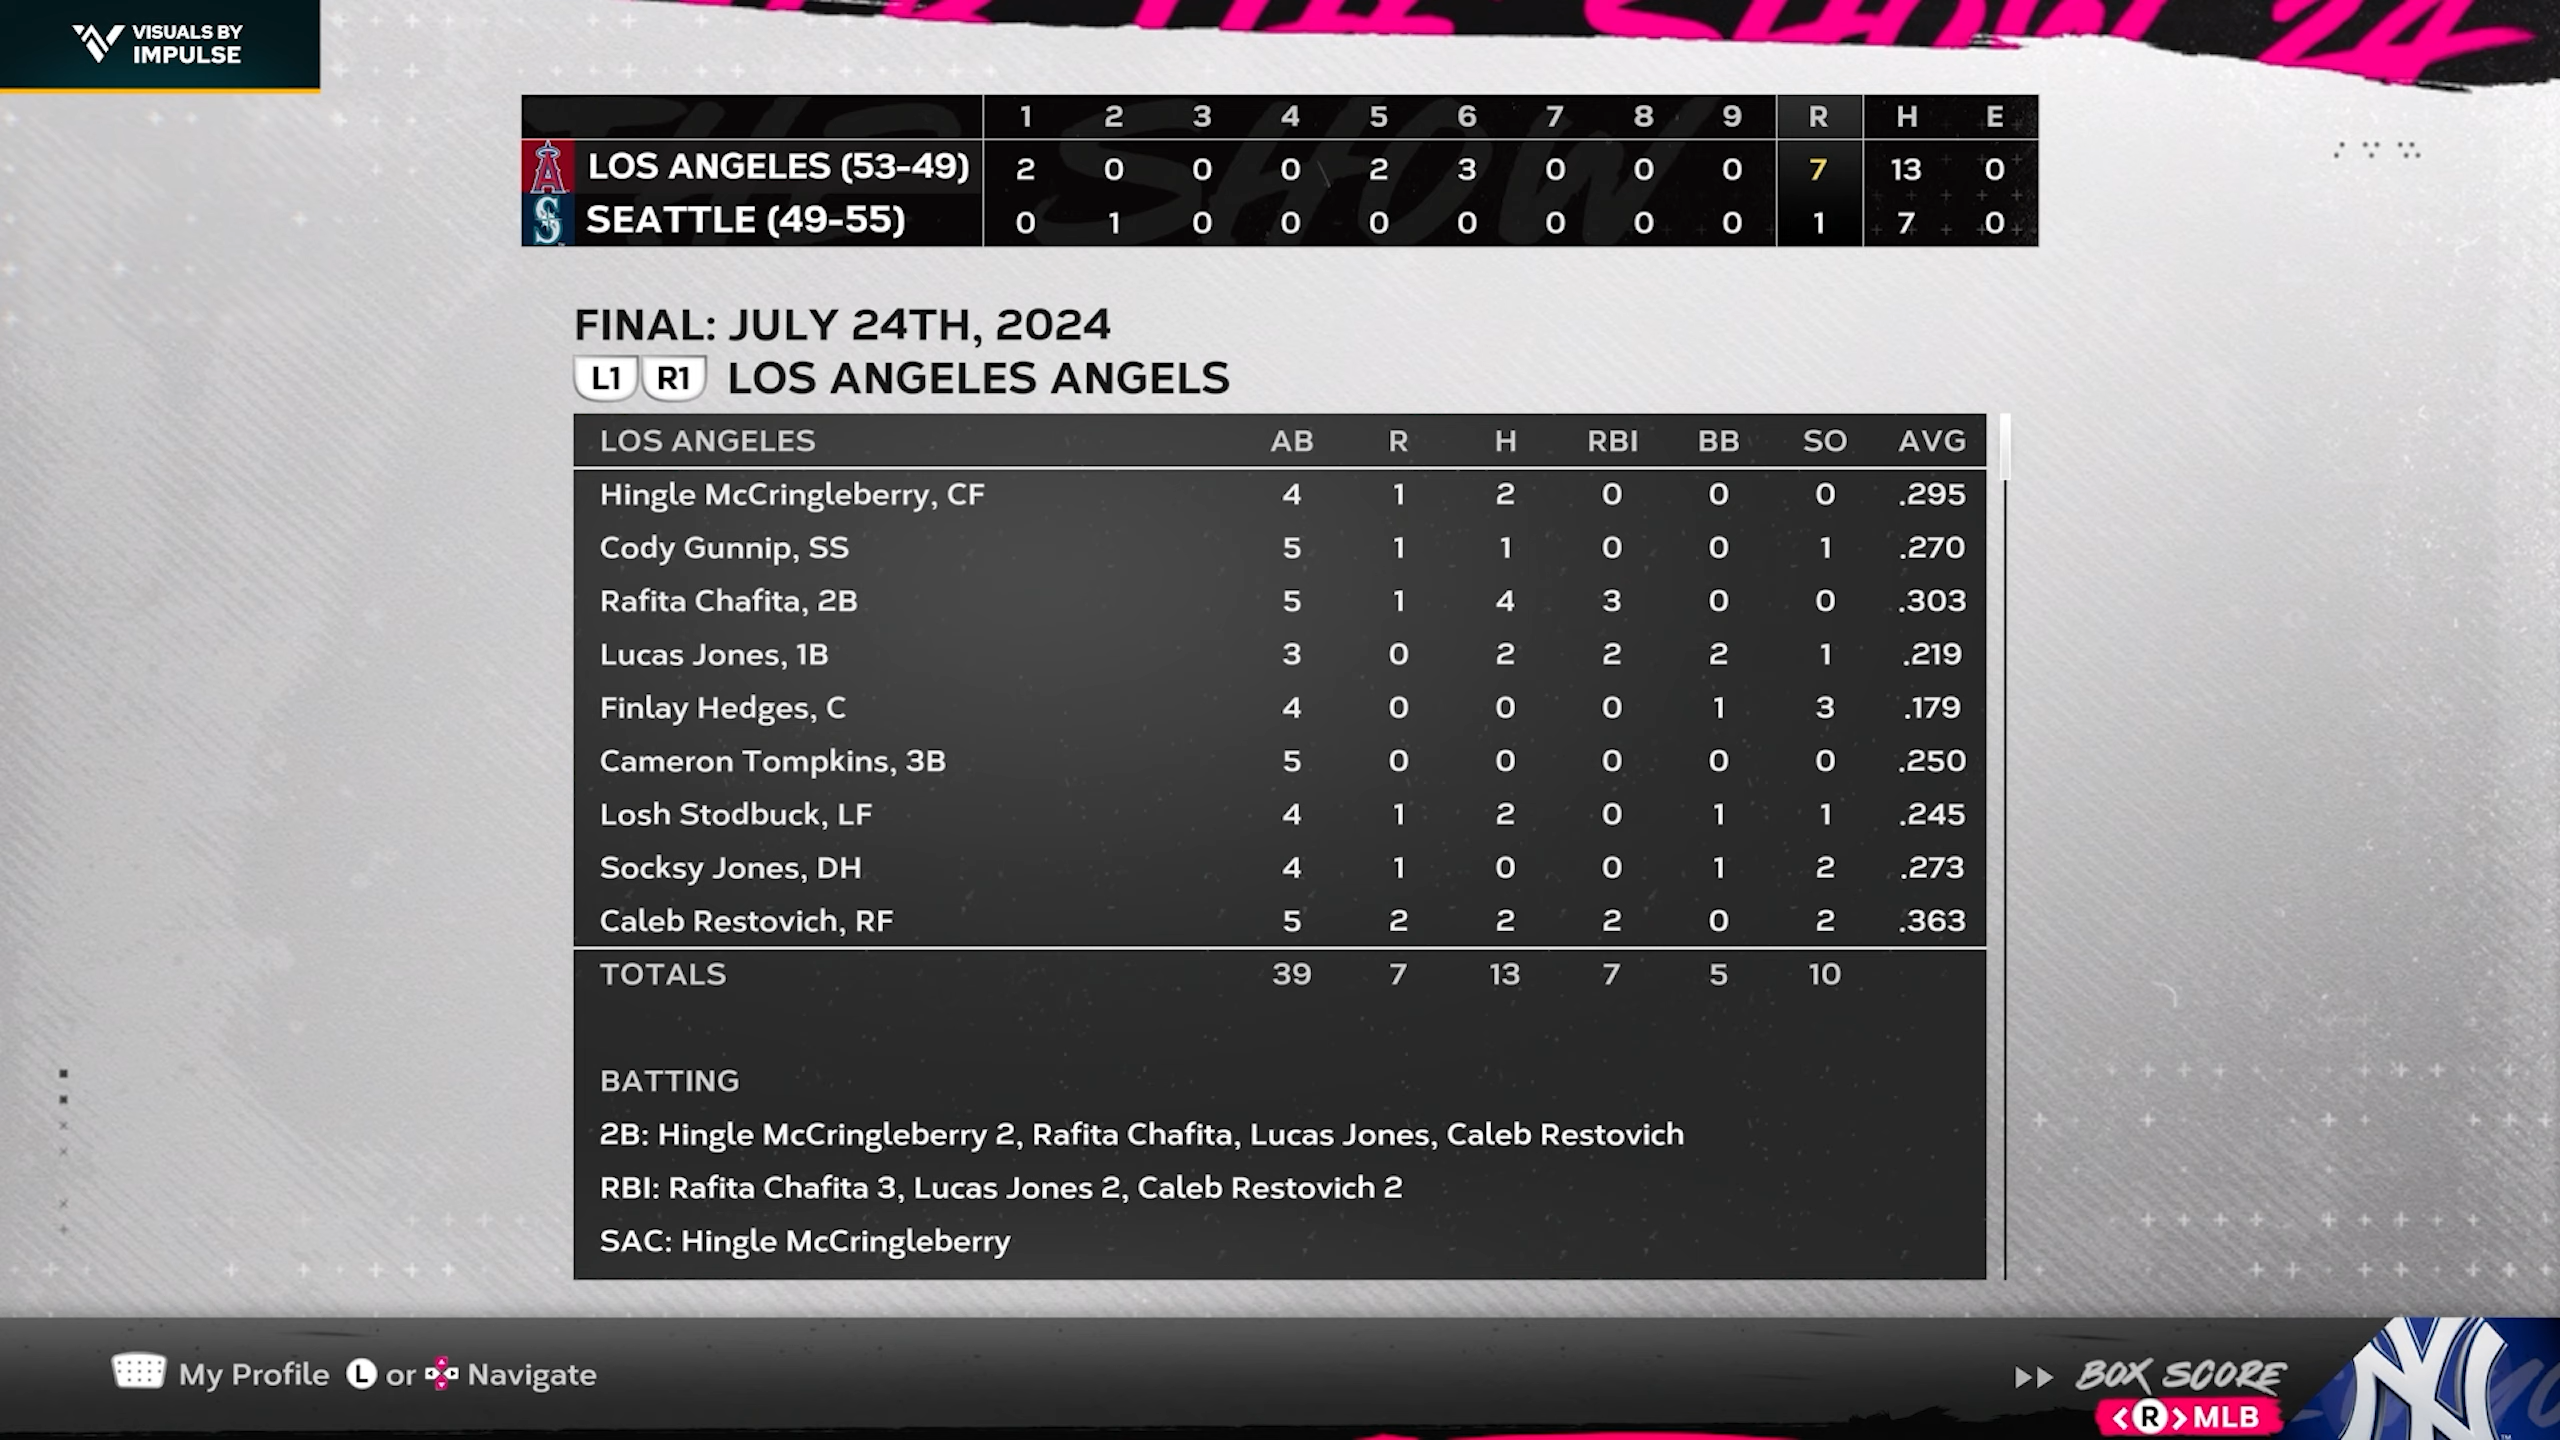 VISUALS BY
IMPULSE
THE SHOW 24
1 2 3 4 5 6 7 8 9 R H E
LOS ANGELES (53-49) 2 0 0 0 2 3 0 0 0 7 13 0
SEATTLE (49-55) 0 1 0 0 0 0 0 0 0 1 7 0
FINAL: JULY 24TH, 2024
L1 R1 LOS ANGELES ANGELS
LOS ANGELES AB R H RBI BB SO AVG
Hingle McCringleberry, CF 4 1 2 0 0 0 .295
Cody Gunnip, SS 5 1 1 0 0 1 .270
Rafita Chafita, 2B 5 1 4 3 0 0 .303
Lucas Jones, 1B 3 0 2 2 2 1 .219
Finlay Hedges, C 4 0 0 0 1 3 .179
Cameron Tompkins, 3B 5 0 0 0 0 0 .250
Losh Stodbuck, LF 4 1 2 0 1 1 .245
Socksy Jones, DH 4 1 0 0 1 2 .273
Caleb Restovich, RF 5 2 2 2 0 2 .363
TOTALS 39 7 13 7 5 10
BATTING
2B: Hingle McCringleberry 2, Rafita Chafita, Lucas Jones, Caleb Restovich
RBI: Rafita Chafita 3, Lucas Jones 2, Caleb Restovich 2
SAC: Hingle McCringleberry
My Profile L or Navigate
BOX SCORE
R MLB